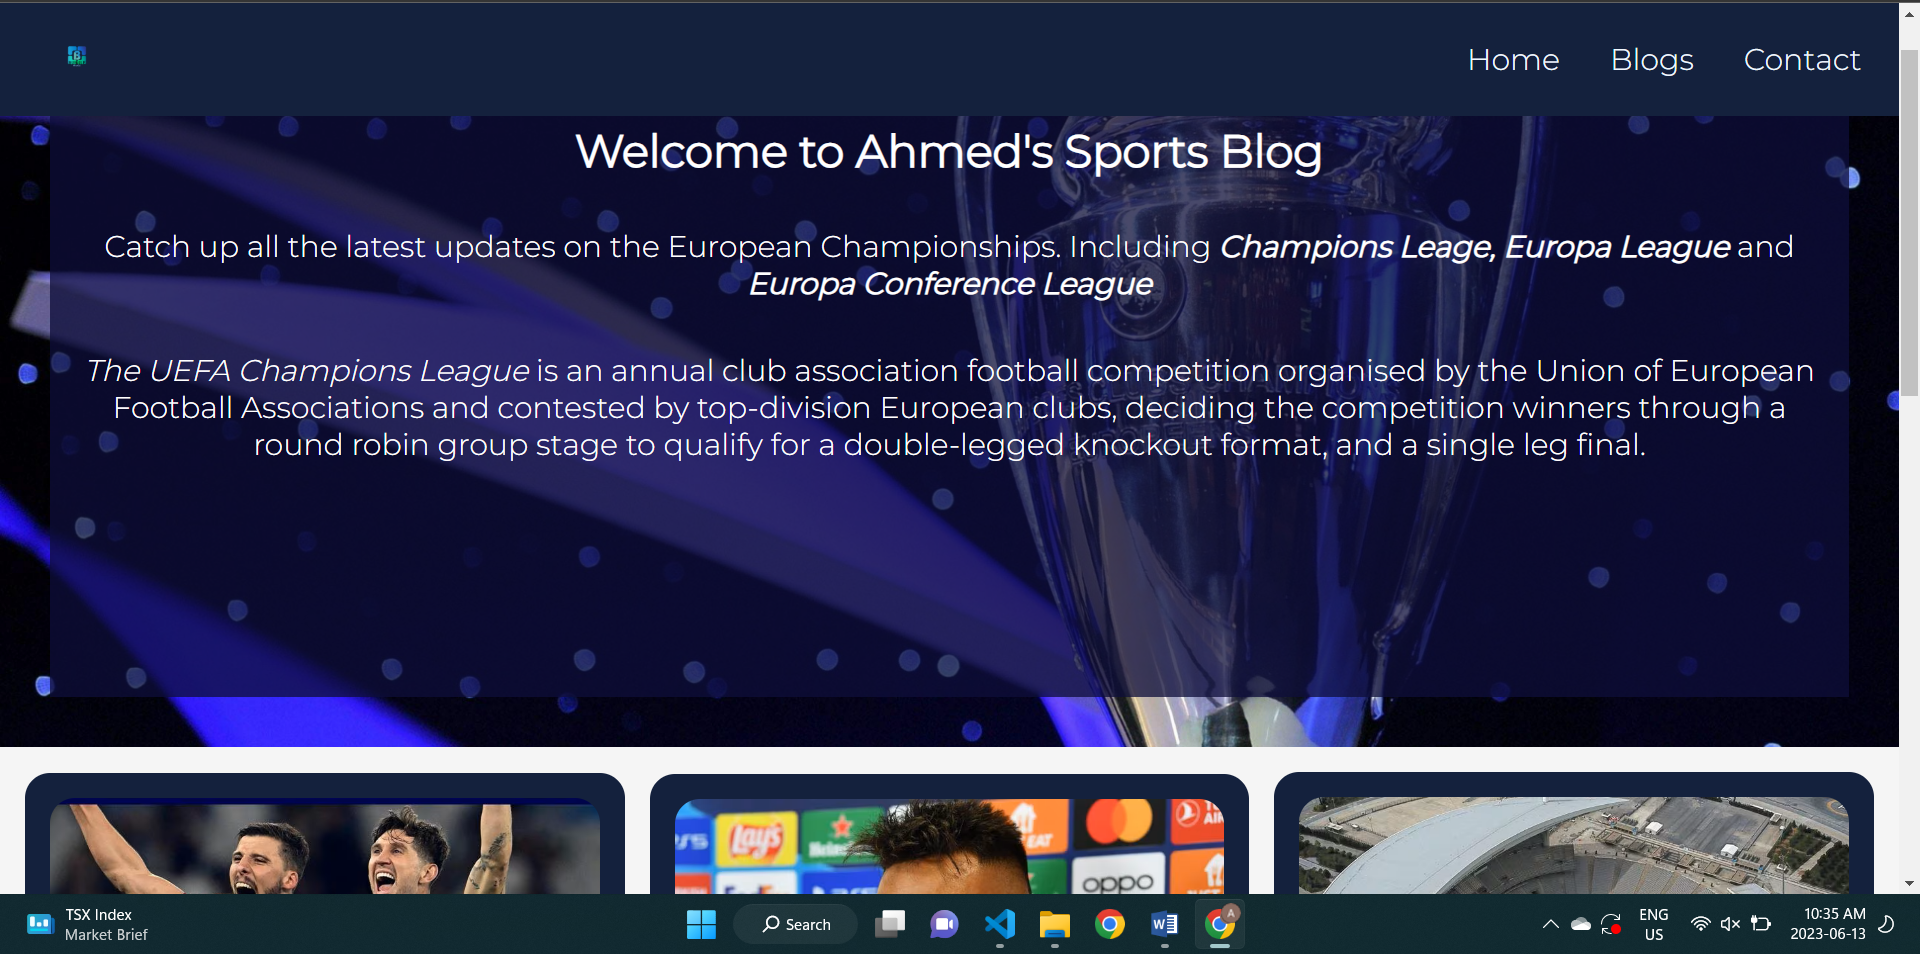 Home Blogs Contact
Welcome to Ahmed's Sports Blog
Catch up all the latest updates on the European Championships. Including Champions Leage, Europa League and
Europa Conference League
The UEFA Champions League is an annual club association football competition organised by the Union of European
Football Associations and contested by top-division European clubs, deciding the competition winners through a
round robin group stage to qualify for a double-legged knockout format, and a single leg final.
Lay's
oppo
TSX Index
Market Brief
Search
ENG
US
10:35 AM
2023-06-13